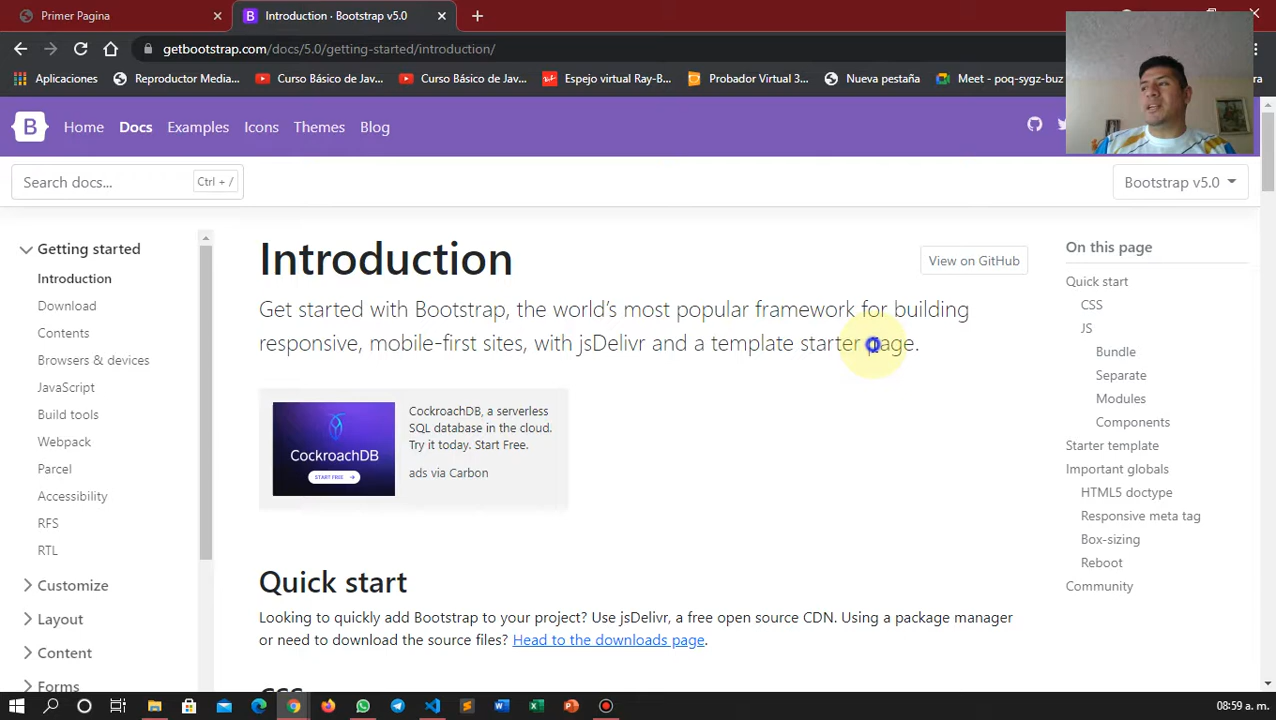 Primer Pagina
Introduction · Bootstrap v5.0
getbootstrap.com/docs/5.0/getting-started/introduction/
Aplicaciones
Reproductor Media...
Curso Básico de Jav...
Curso Básico de Jav...
Espejo virtual Ray-B...
Probador Virtual 3...
Nueva pestaña
Meet - poq-sygz-buz
B
Home
Docs
Examples
Icons
Themes
Blog
Search docs...
Ctrl + /
Bootstrap v5.0
Getting started
Introduction
Download
Contents
Browsers & devices
JavaScript
Build tools
Webpack
Parcel
Accessibility
RFS
RTL
Customize
Layout
Content
Forms
Introduction
View on GitHub
Get started with Bootstrap, the world's most popular framework for building
responsive, mobile-first sites, with jsDelivr and a template starter page.
CockroachDB
START FREE
CockroachDB, a serverless
SQL database in the cloud.
Try it today. Start Free.
ads via Carbon
Quick start
Looking to quickly add Bootstrap to your project? Use jsDelivr, a free open source CDN. Using a package manager
or need to download the source files? Head to the downloads page.
CSS
On this page
Quick start
CSS
JS
Bundle
Separate
Modules
Components
Starter template
Important globals
HTML5 doctype
Responsive meta tag
Box-sizing
Reboot
Community
08:59 a. m.